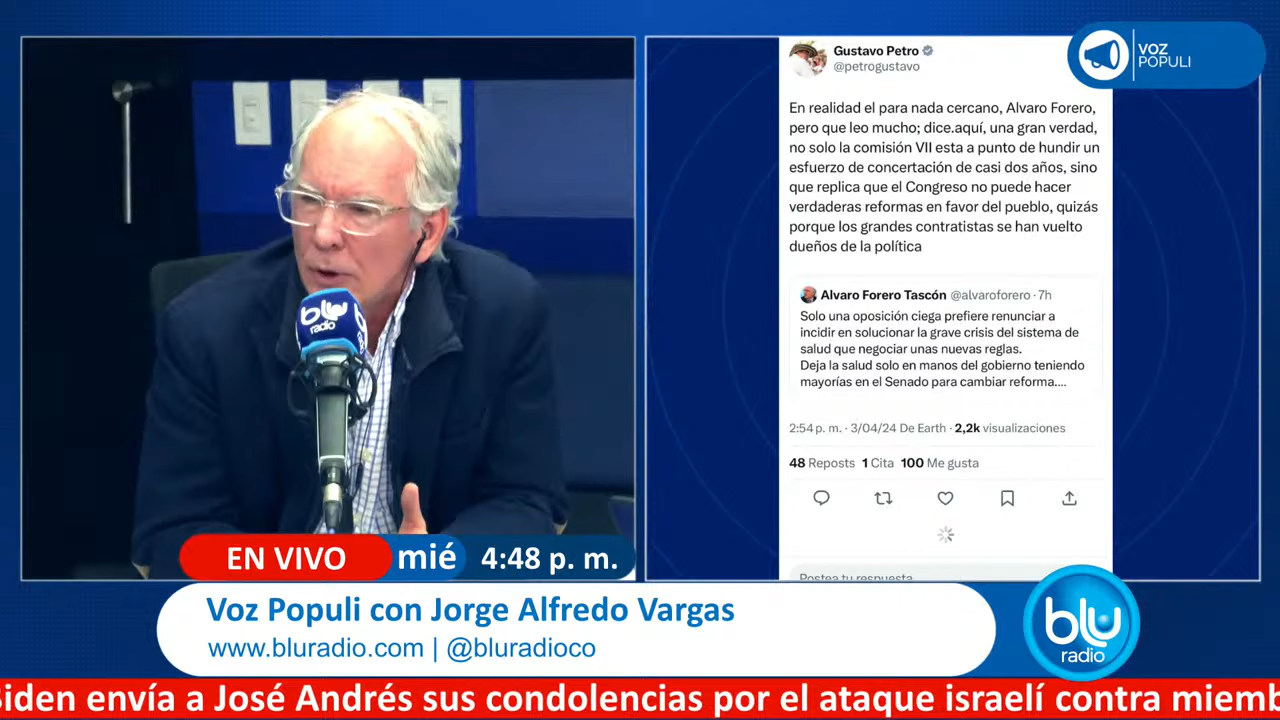 VOZ
POPULI
Gustavo Petro
@petrogustavo
En realidad el para nada cercano, Alvaro Forero,
pero que leo mucho; dice.aquí, una gran verdad,
no solo la comisión VII esta a punto de hundir un
esfuerzo de concertación de casi dos años, sino
que replica que el Congreso no puede hacer
verdaderas reformas en favor del pueblo, quizás
porque los grandes contratistas se han vuelto
dueños de la política
Alvaro Forero Tascón @alvaroforero · 7h
Solo una oposición ciega prefiere renunciar a
incidir en solucionar la grave crisis del sistema de
salud que negociar unas nuevas reglas.
Deja la salud solo en manos del gobierno teniendo
mayorías en el Senado para cambiar reforma....
2:54 p. m. · 3/04/24 De Earth · 2,2k visualizaciones
48 Reposts 1 Cita 100 Me gusta
Postea tu respuesta
blu
radio
EN VIVO mié 4:48 p. m.
Voz Populi con Jorge Alfredo Vargas
www.bluradio.com | @bluradioco
blu
radio
Biden envía a José Andrés sus condolencias por el ataque israelí contra miemb